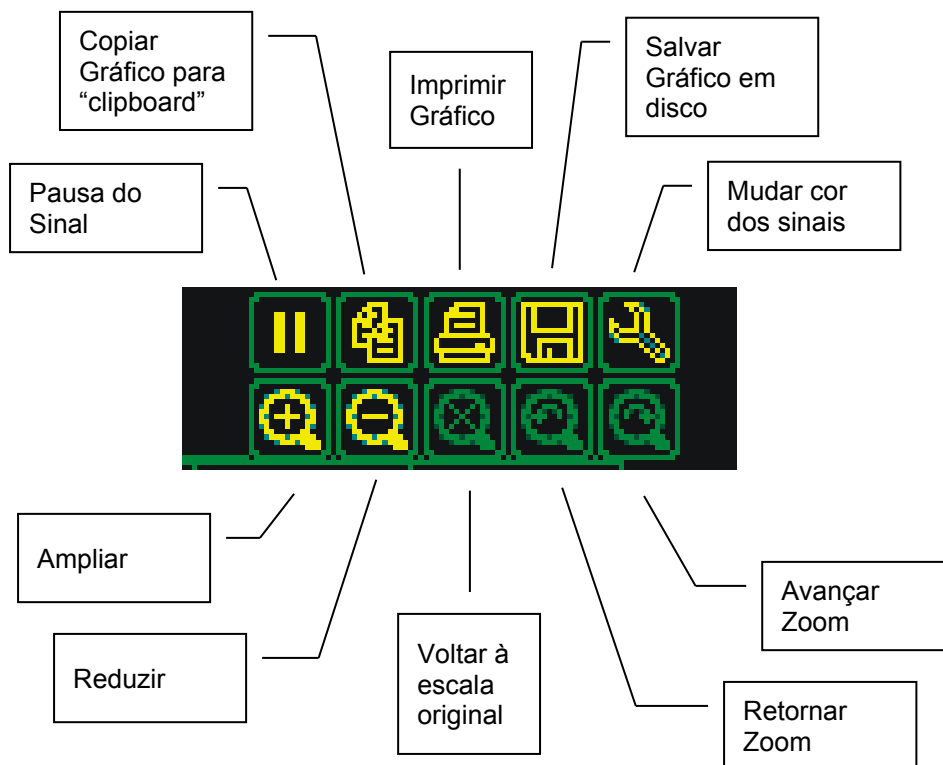 Copiar
Gráfico para
“clipboard”
Imprimir
Gráfico
Salvar
Gráfico em
disco
Pausa do
Sinal
Mudar cor
dos sinais
Ampliar
Reduzir
Voltar à
escala
original
Avançar
Zoom
Retornar
Zoom